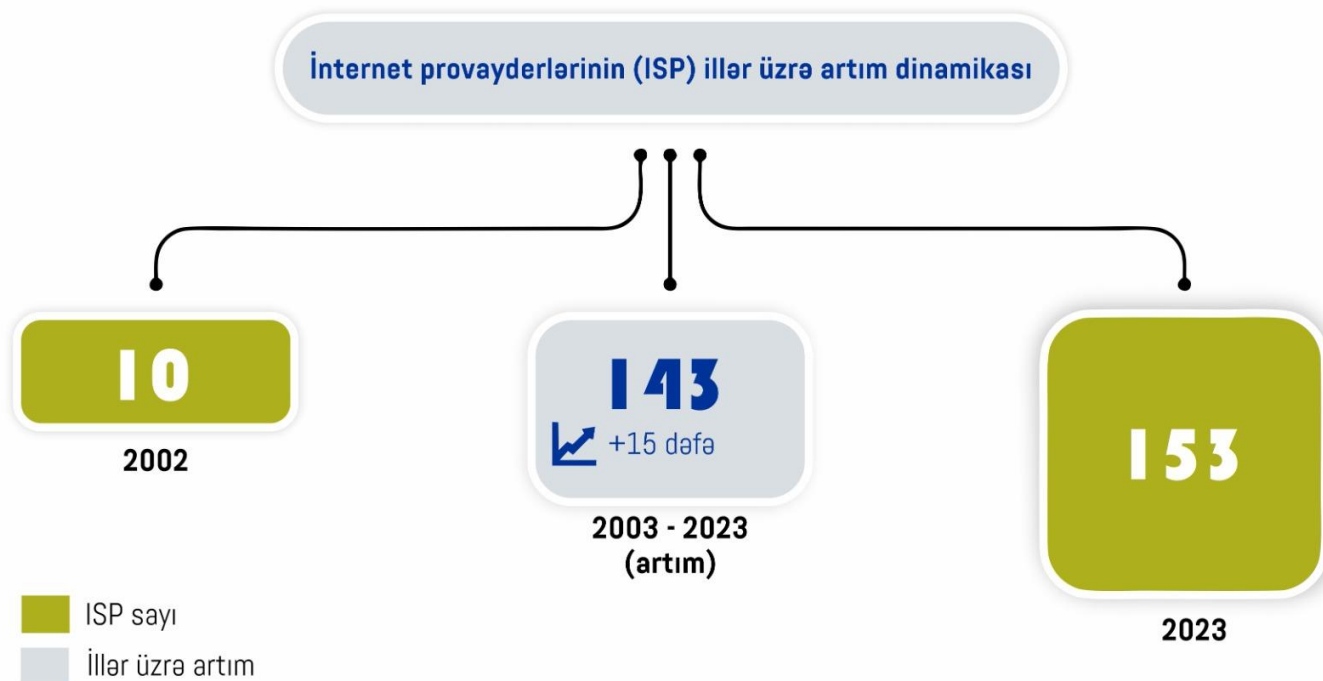 İnternet provayderlərinin (ISP) illər üzrə artım dinamikası
10
2002
143
+15 dəfə
2003 - 2023
(artım)
153
2023
ISP sayı
İllər üzrə artım